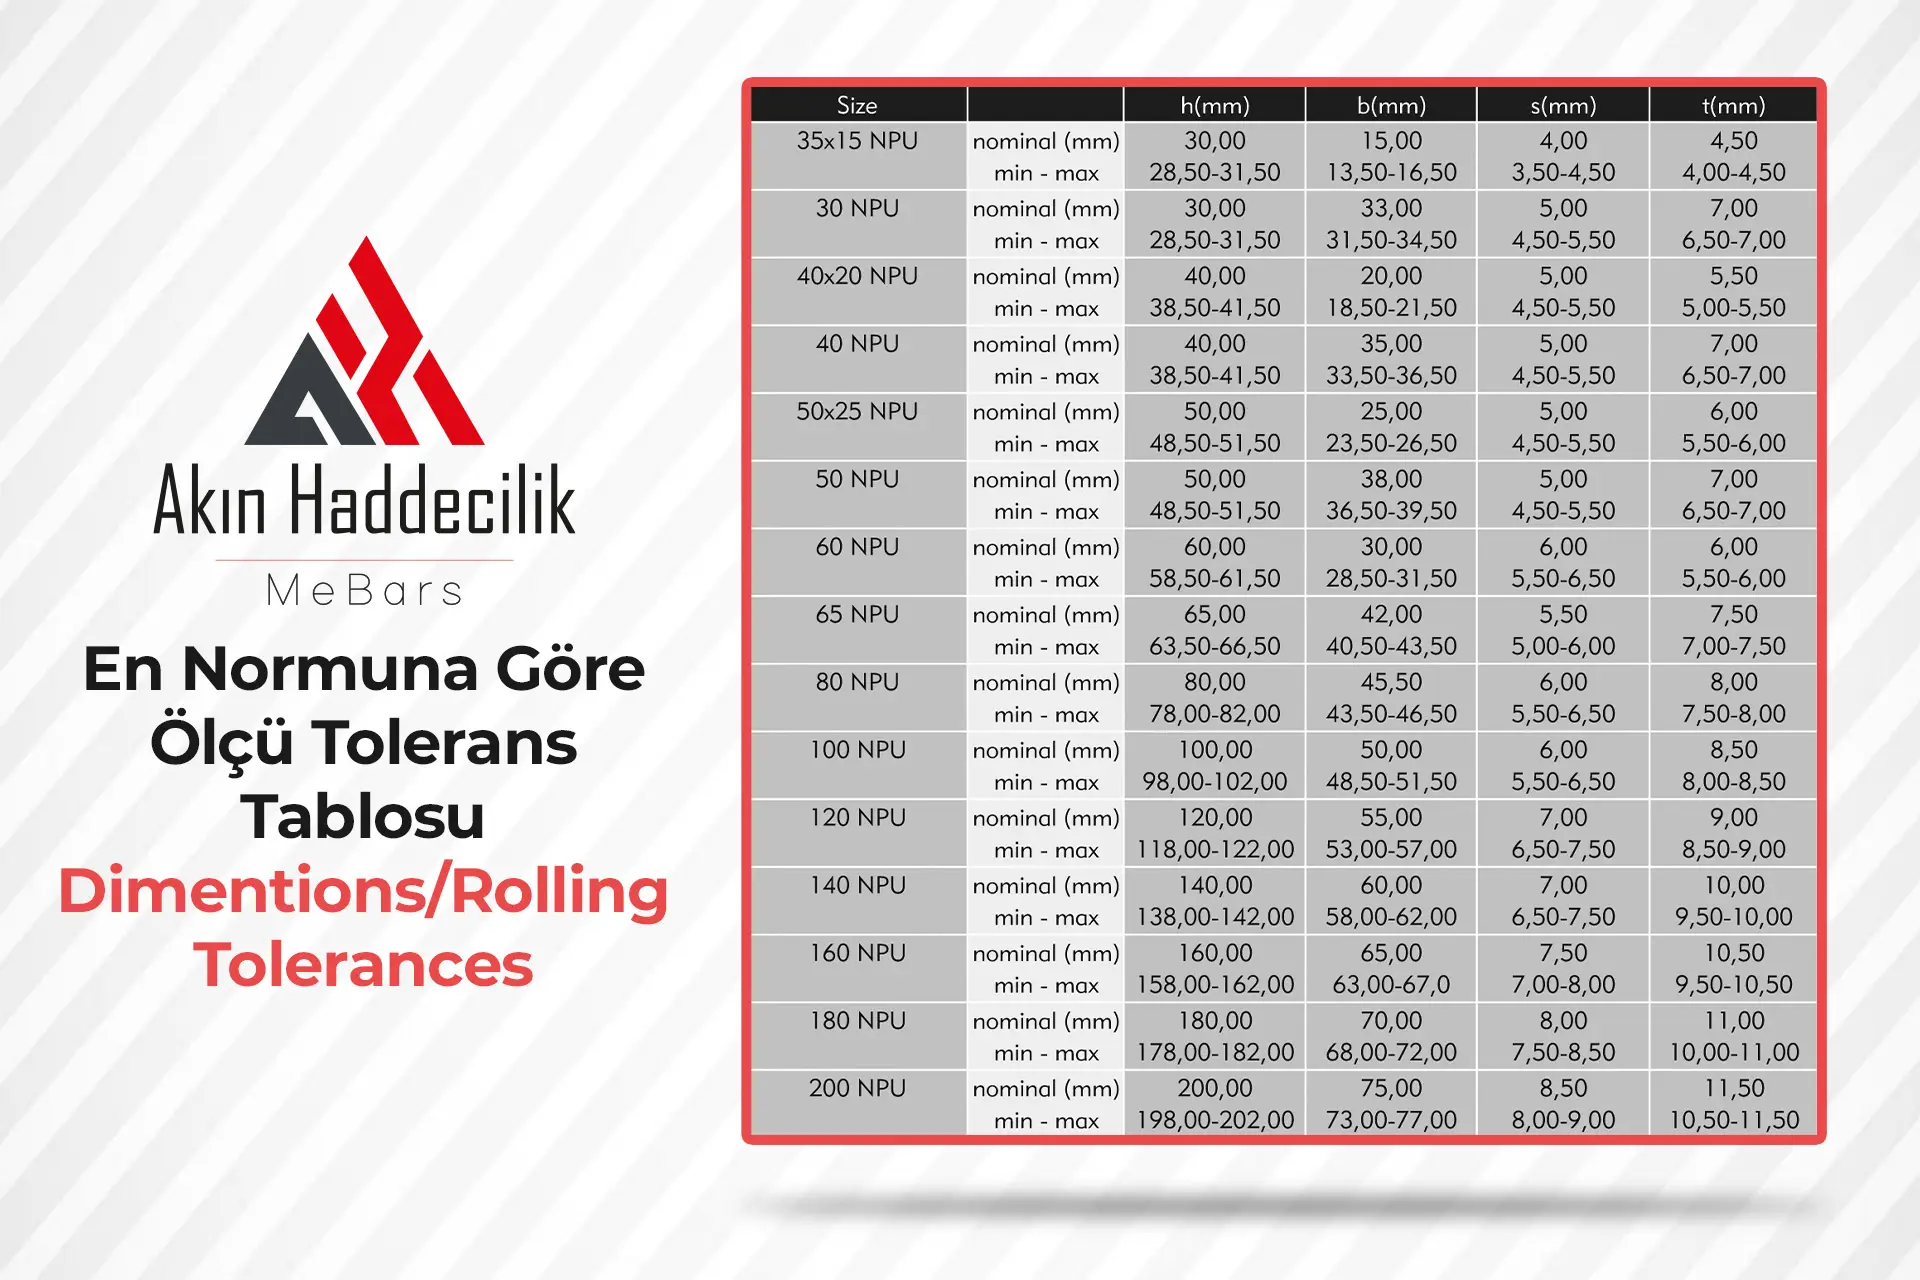 Akın Haddecilik
MeBars
En Normuna Göre
Ölçü Tolerans
Tablosu
Dimentions/Rolling
Tolerances
Size h(mm) b(mm) s(mm) t(mm)
35x15 NPU nominal (mm) 30,00 15,00 4,00 4,50
min - max 28,50-31,50 13,50-16,50 3,50-4,50 4,00-4,50
30 NPU nominal (mm) 30,00 33,00 5,00 7,00
min - max 28,50-31,50 31,50-34,50 4,50-5,50 6,50-7,00
40x20 NPU nominal (mm) 40,00 20,00 5,00 5,50
min - max 38,50-41,50 18,50-21,50 4,50-5,50 5,00-5,50
40 NPU nominal (mm) 40,00 35,00 5,00 7,00
min - max 38,50-41,50 33,50-36,50 4,50-5,50 6,50-7,00
50x25 NPU nominal (mm) 50,00 25,00 5,00 6,00
min - max 48,50-51,50 23,50-26,50 4,50-5,50 5,50-6,00
50 NPU nominal (mm) 50,00 38,00 5,00 7,00
min - max 48,50-51,50 36,50-39,50 4,50-5,50 6,50-7,00
60 NPU nominal (mm) 60,00 30,00 6,00 6,00
min - max 58,50-61,50 28,50-31,50 5,50-6,50 5,50-6,00
65 NPU nominal (mm) 65,00 42,00 5,50 7,50
min - max 63,50-66,50 40,50-43,50 5,00-6,00 7,00-7,50
80 NPU nominal (mm) 80,00 45,50 6,00 8,00
min - max 78,00-82,00 43,50-46,50 5,50-6,50 7,50-8,00
100 NPU nominal (mm) 100,00 50,00 6,00 8,50
min - max 98,00-102,00 48,50-51,50 5,50-6,50 8,00-8,50
120 NPU nominal (mm) 120,00 55,00 7,00 9,00
min - max 118,00-122,00 53,00-57,00 6,50-7,50 8,50-9,00
140 NPU nominal (mm) 140,00 60,00 7,00 10,00
min - max 138,00-142,00 58,00-62,00 6,50-7,50 9,50-10,00
160 NPU nominal (mm) 160,00 65,00 7,50 10,50
min - max 158,00-162,00 63,00-67,0 7,00-8,00 9,50-10,50
180 NPU nominal (mm) 180,00 70,00 8,00 11,00
min - max 178,00-182,00 68,00-72,00 7,50-8,50 10,00-11,00
200 NPU nominal (mm) 200,00 75,00 8,50 11,50
min - max 198,00-202,00 73,00-77,00 8,00-9,00 10,50-11,50